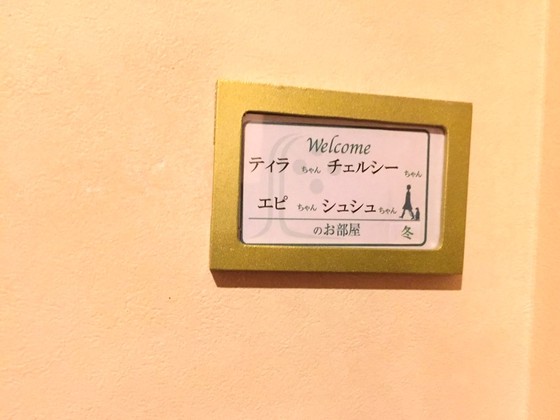 Welcome
ティラ ちゃん チェルシー ちゃん
エピ ちゃん シュシュ ちゃん
のお部屋 冬